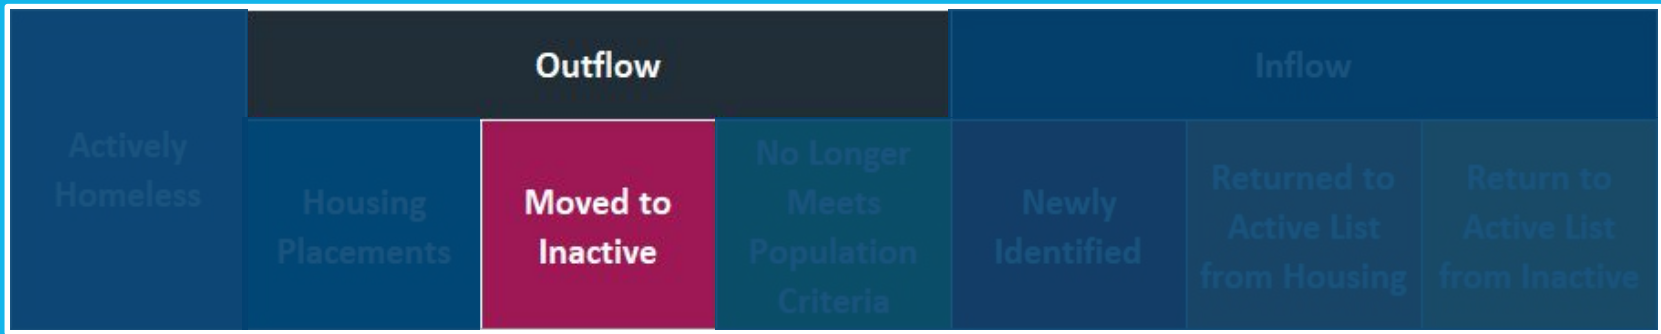 Outflow
Inflow
Actively
Homeless
Housing
Placements
Moved to
Inactive
No Longer
Meets
Population
Criteria
Newly
Identified
Returned to
Active List
from Housing
Return to
Active List
from Inactive